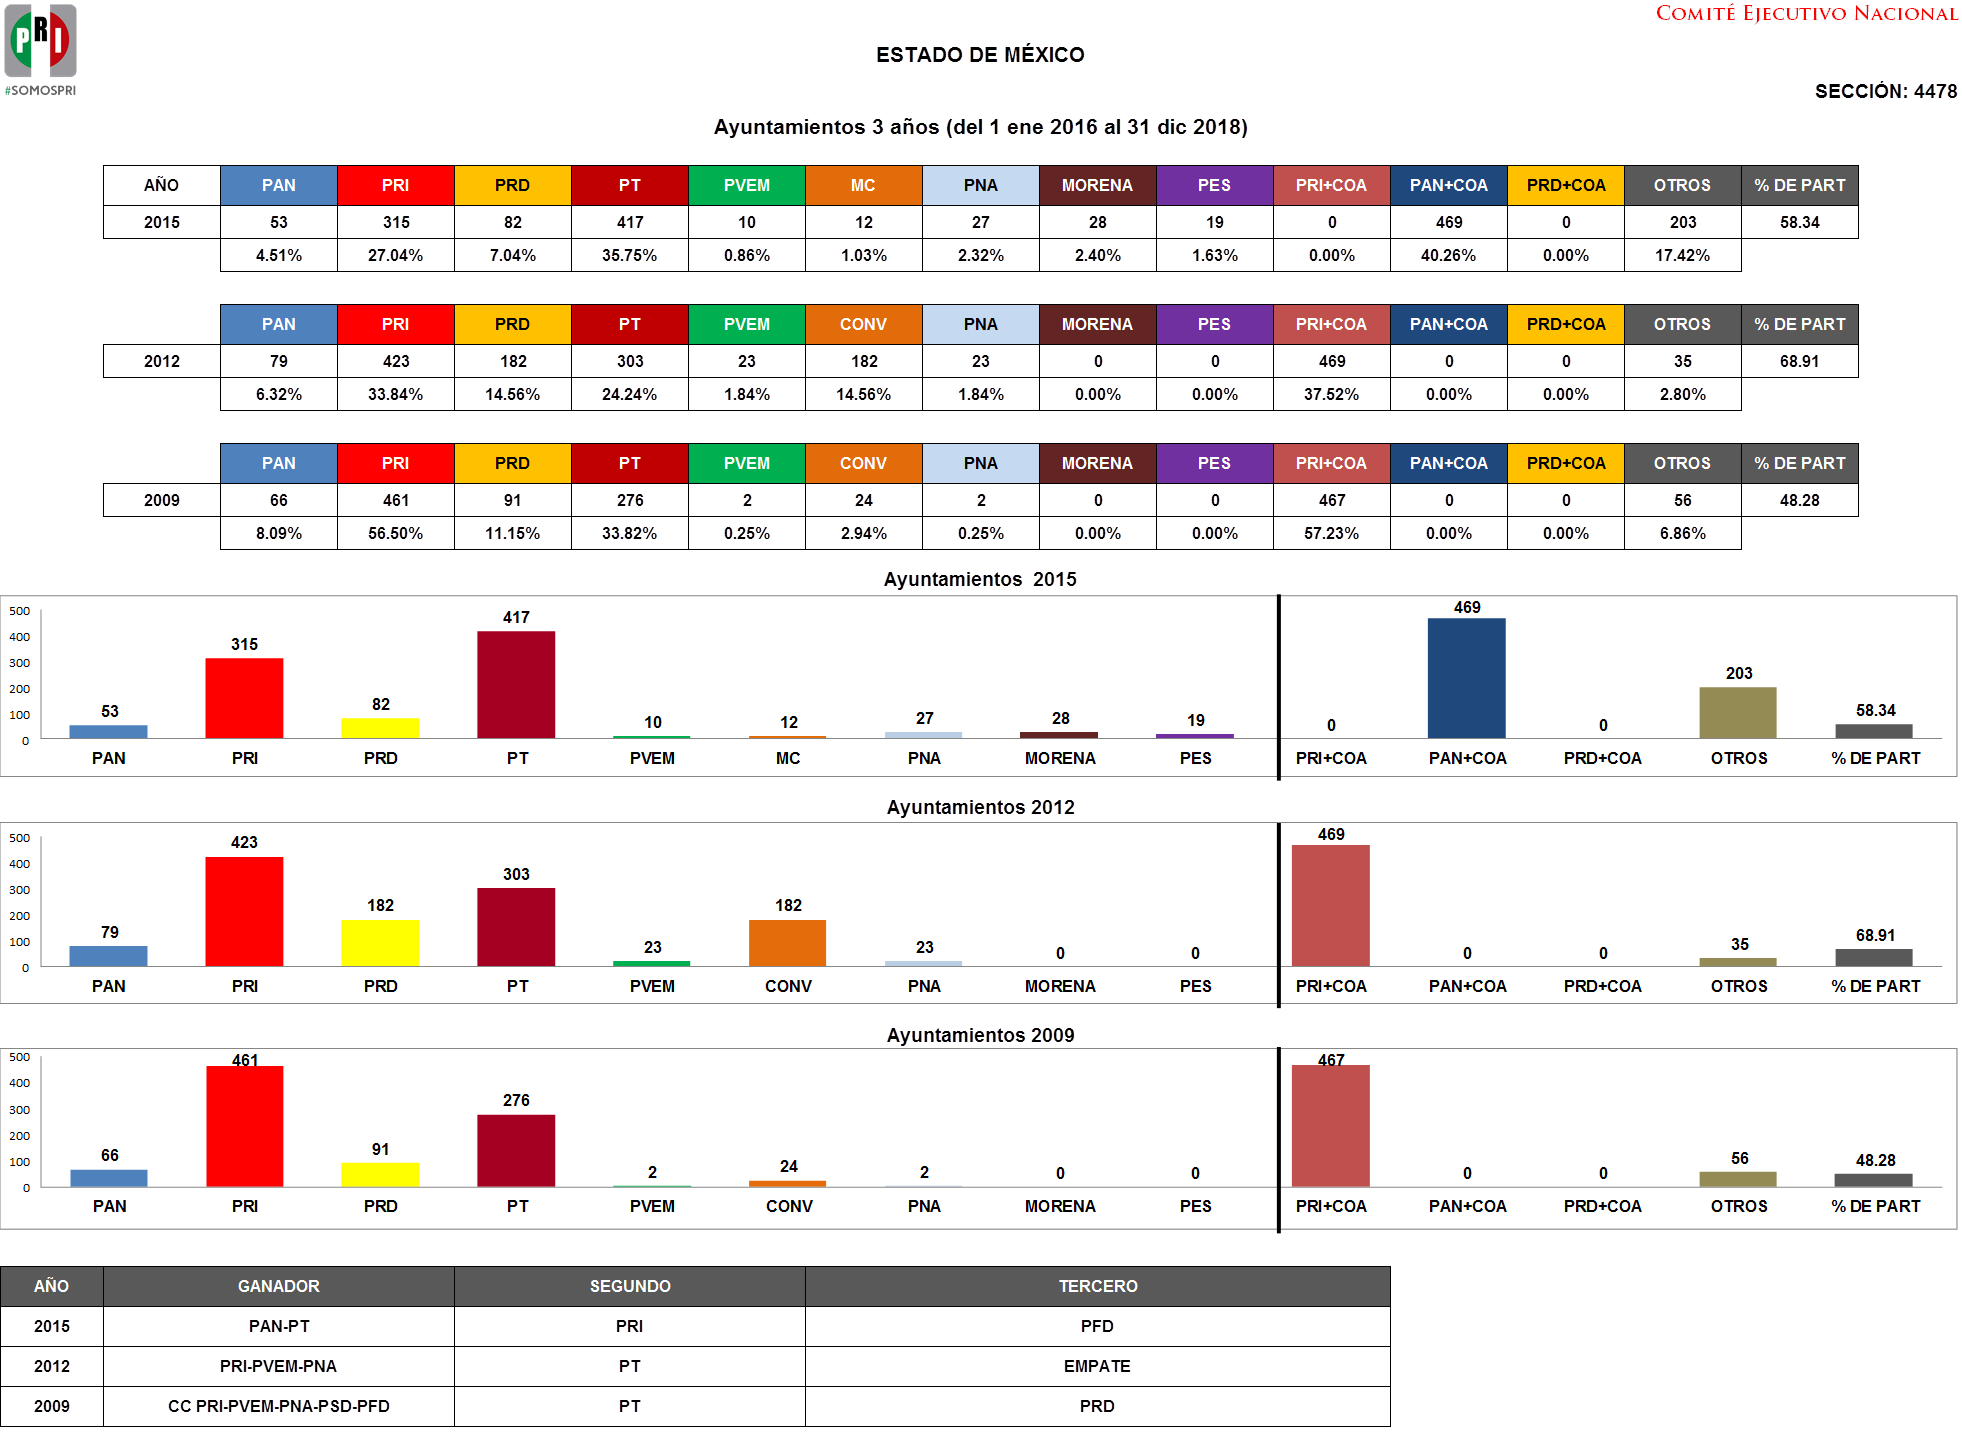 PRI
#SOMOSPRI
COMITÉ EJECUTIVO NACIONAL
ESTADO DE MÉXICO
SECCIÓN: 4478
Ayuntamientos 3 años (del 1 ene 2016 al 31 dic 2018)
AÑO PAN PRI PRD PT PVEM MC PNA MORENA PES PRI+COA PAN+COA PRD+COA OTROS % DE PART
2015 53 315 82 417 10 12 27 28 19 0 469 0 203 58.34
4.51% 27.04% 7.04% 35.75% 0.86% 1.03% 2.32% 2.40% 1.63% 0.00% 40.26% 0.00% 17.42%
PAN PRI PRD PT PVEM CONV PNA MORENA PES PRI+COA PAN+COA PRD+COA OTROS % DE PART
2012 79 423 182 303 23 182 23 0 0 469 0 0 35 68.91
6.32% 33.84% 14.56% 24.24% 1.84% 14.56% 1.84% 0.00% 0.00% 37.52% 0.00% 0.00% 2.80%
PAN PRI PRD PT PVEM CONV PNA MORENA PES PRI+COA PAN+COA PRD+COA OTROS % DE PART
2009 66 461 91 276 2 24 2 0 0 467 0 0 56 48.28
8.09% 56.50% 11.15% 33.82% 0.25% 2.94% 0.25% 0.00% 0.00% 57.23% 0.00% 0.00% 6.86%
Ayuntamientos 2015
500
400
300
200
100
0
53 315 82 417 10 12 27 28 19 0 469 0 203 58.34
PAN PRI PRD PT PVEM MC PNA MORENA PES PRI+COA PAN+COA PRD+COA OTROS % DE PART
Ayuntamientos 2012
500
400
300
200
100
0
79 423 182 303 23 182 23 0 0 469 0 0 35 68.91
PAN PRI PRD PT PVEM CONV PNA MORENA PES PRI+COA PAN+COA PRD+COA OTROS % DE PART
Ayuntamientos 2009
500
400
300
200
100
0
66 461 91 276 2 24 2 0 0 467 0 0 56 48.28
PAN PRI PRD PT PVEM CONV PNA MORENA PES PRI+COA PAN+COA PRD+COA OTROS % DE PART
AÑO GANADOR SEGUNDO TERCERO
2015 PAN-PT PRI PFD
2012 PRI-PVEM-PNA PT EMPATE
2009 CC PRI-PVEM-PNA-PSD-PFD PT PRD